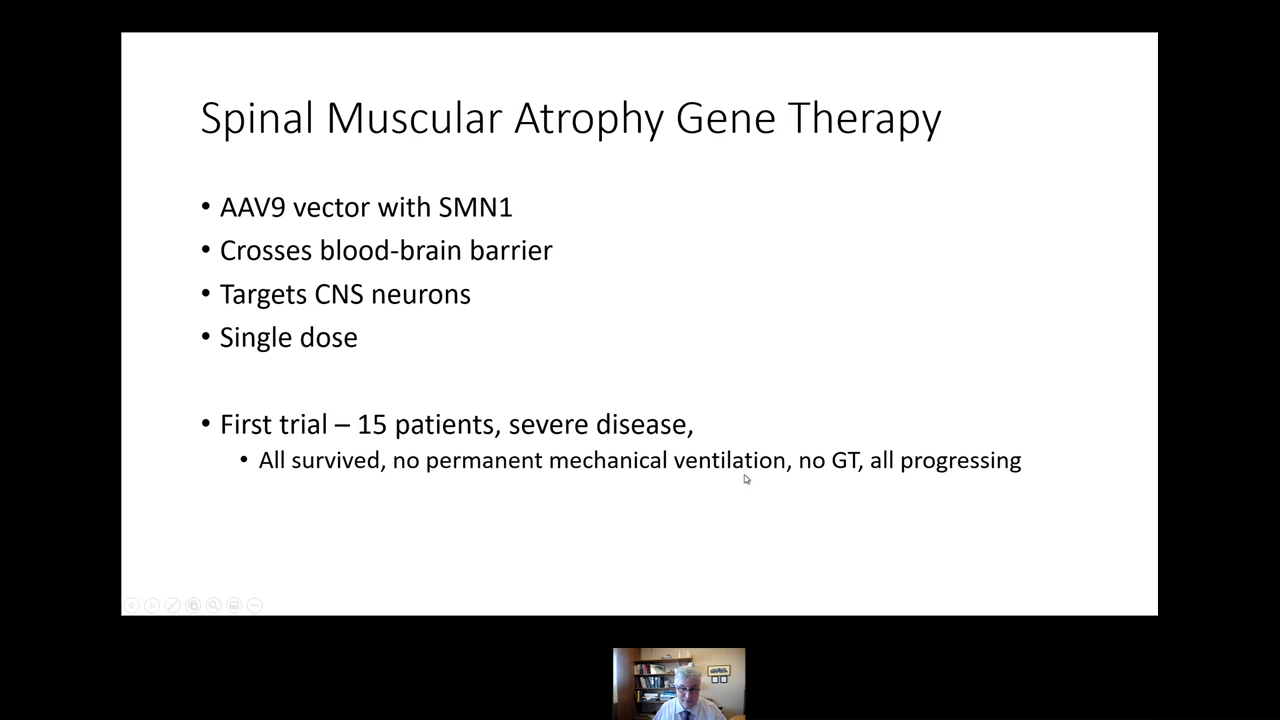 Spinal Muscular Atrophy Gene Therapy
• AAV9 vector with SMN1
• Crosses blood-brain barrier
• Targets CNS neurons
• Single dose
• First trial – 15 patients, severe disease,
• All survived, no permanent mechanical ventilation, no GT, all progressing